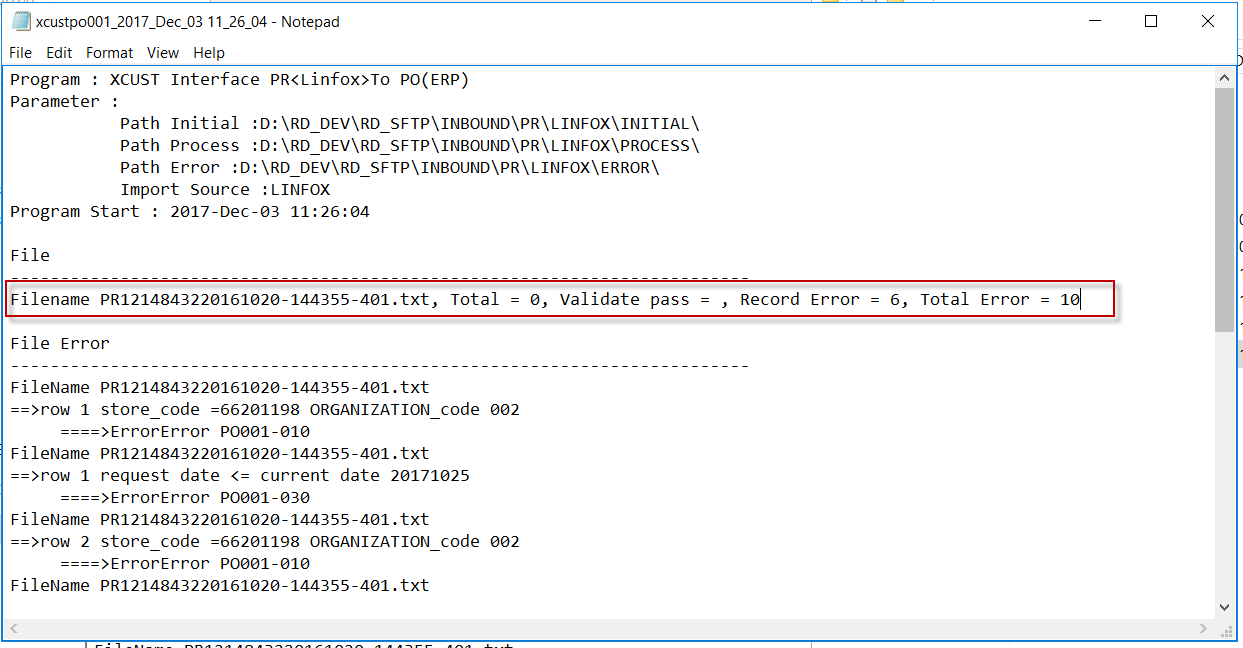 xcustpo001_2017_Dec_03 11_26_04 - Notepad
File Edit Format View Help
Program : XCUST Interface PR<Linfox>To PO(ERP)
Parameter :
Path Initial :D:\RD_DEV\RD_SFTP\INBOUND\PR\LINFOX\INITIAL\
Path Process :D:\RD_DEV\RD_SFTP\INBOUND\PR\LINFOX\PROCESS\
Path Error :D:\RD_DEV\RD_SFTP\INBOUND\PR\LINFOX\ERROR\
Import Source :LINFOX
Program Start : 2017-Dec-03 11:26:04
File
--------------------------------------------------------------------------
Filename PR1214843220161020-144355-401.txt, Total = 0, Validate pass = , Record Error = 6, Total Error = 10
File Error
--------------------------------------------------------------------------
FileName PR1214843220161020-144355-401.txt
==>row 1 store_code =66201198 ORGANIZATION_code 002
====>ErrorError PO001-010
FileName PR1214843220161020-144355-401.txt
==>row 1 request date <= current date 20171025
====>ErrorError PO001-030
FileName PR1214843220161020-144355-401.txt
==>row 2 store_code =66201198 ORGANIZATION_code 002
====>ErrorError PO001-010
FileName PR1214843220161020-144355-401.txt